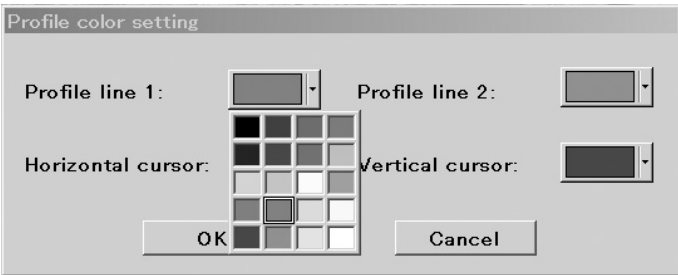 Profile color setting
Profile line 1:
Profile line 2:
Horizontal cursor:
Vertical cursor:
OK
Cancel